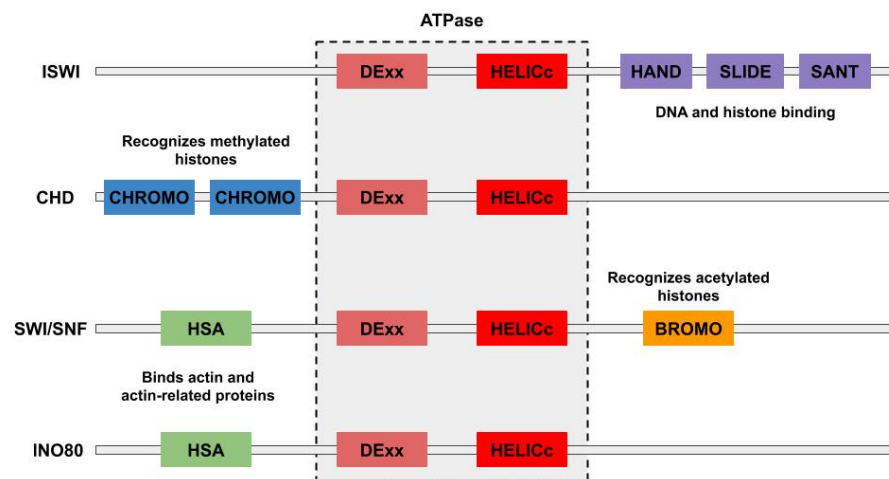 ATPase
ISWI
DExx
HELICc
HAND
SLIDE
SANT
DNA and histone binding
Recognizes methylated
histones
CHD
CHROMO
CHROMO
DExx
HELICc
Recognizes acetylated
histones
SWI/SNF
HSA
DExx
HELICc
BROMO
Binds actin and
actin-related proteins
INO80
HSA
DExx
HELICc